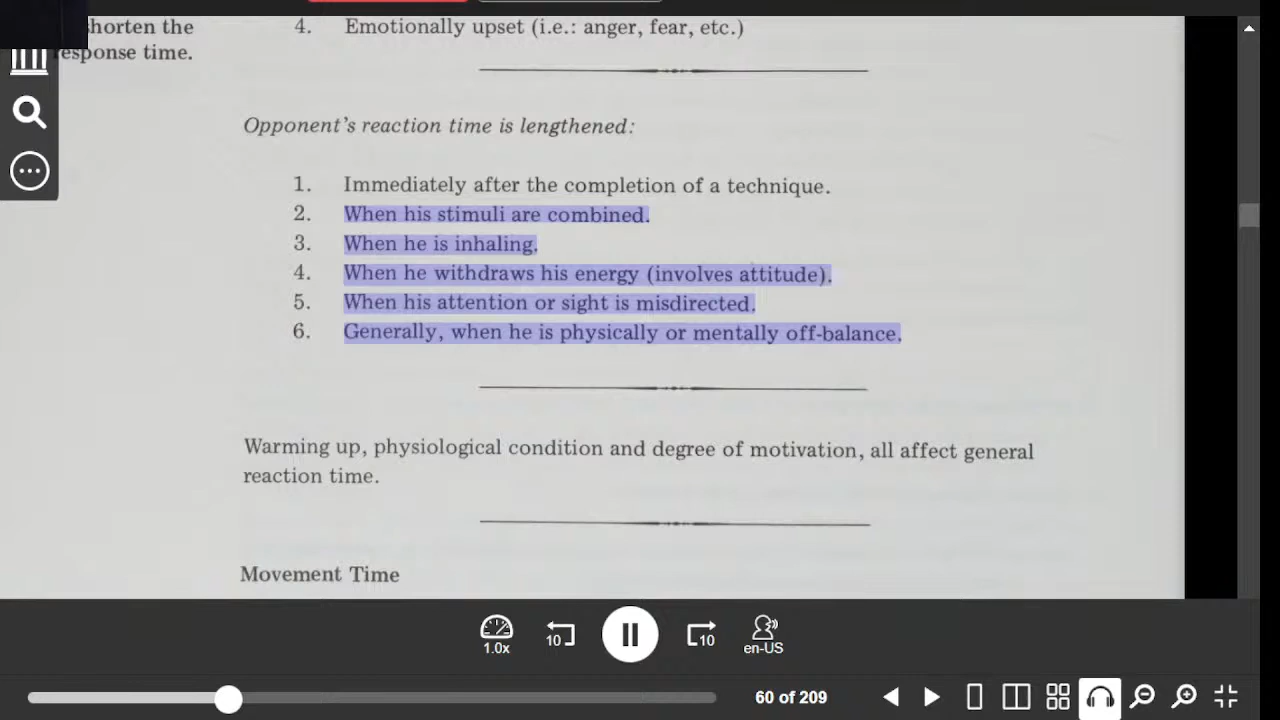 shorten the
response time.
4. Emotionally upset (i.e.: anger, fear, etc.)
Opponent's reaction time is lengthened:
1. Immediately after the completion of a technique.
2. When his stimuli are combined.
3. When he is inhaling.
4. When he withdraws his energy (involves attitude).
5. When his attention or sight is misdirected.
6. Generally, when he is physically or mentally off-balance.
Warming up, physiological condition and degree of motivation, all affect general
reaction time.
Movement Time
1.0x
10
10
en-US
60 of 209